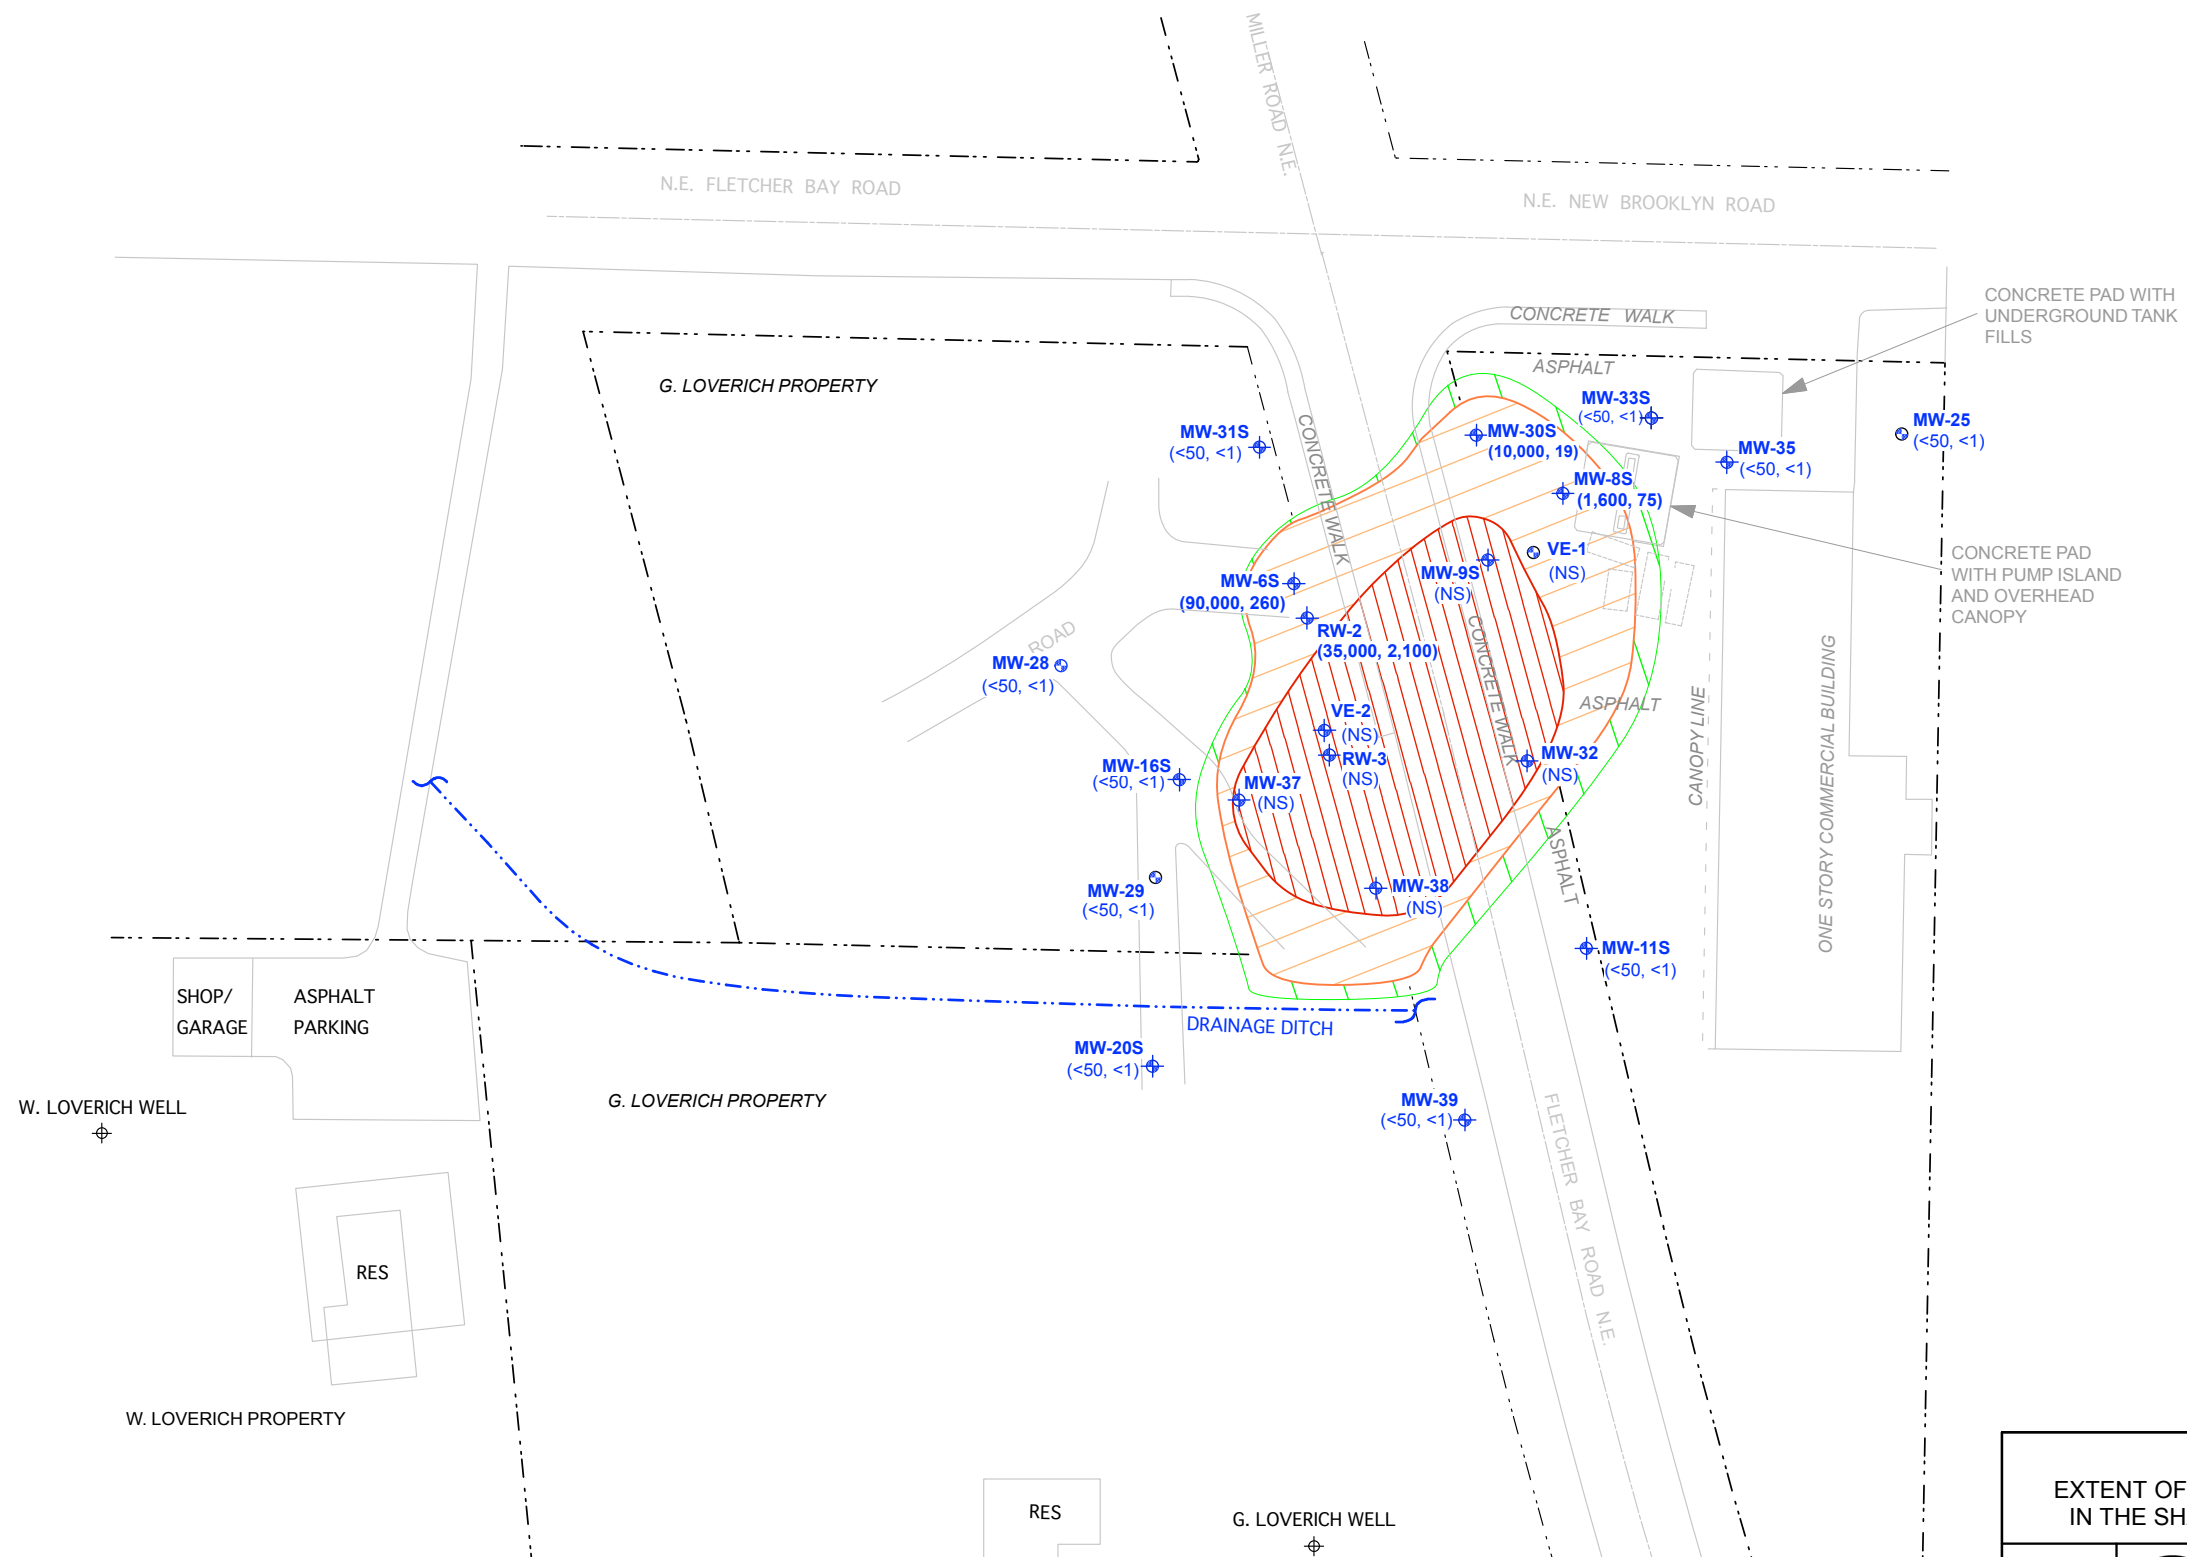 MILLER ROAD N.E.
N.E. FLETCHER BAY ROAD
N.E. NEW BROOKLYN ROAD
CONCRETE PAD WITH
UNDERGROUND TANK
FILLS
CONCRETE WALK
ASPHALT
G. LOVERICH PROPERTY
MW-33S
(<50, <1)
MW-25
(<50, <1)
MW-31S
(<50, <1)
CONCRETE WALK
MW-30S
(10,000, 19)
MW-35
(<50, <1)
MW-8S
(1,600, 75)
CONCRETE PAD
WITH PUMP ISLAND
AND OVERHEAD
CANOPY
VE-1
(NS)
MW-9S
(NS)
MW-6S
(90,000, 260)
RW-2
(35,000, 2,100)
CONCRETE WALK
ROAD
MW-28
(<50, <1)
ASPHALT
CANOPY LINE
ONE STORY COMMERCIAL BUILDING
VE-2
(NS)
RW-3
(NS)
MW-32
(NS)
MW-16S
(<50, <1)
MW-37
(NS)
ASPHALT
MW-29
(<50, <1)
MW-38
(NS)
MW-11S
(<50, <1)
SHOP/
GARAGE
ASPHALT
PARKING
DRAINAGE DITCH
MW-20S
(<50, <1)
W. LOVERICH WELL
G. LOVERICH PROPERTY
MW-39
(<50, <1)
FLETCHER BAY ROAD N.E.
RES
W. LOVERICH PROPERTY
RES
G. LOVERICH WELL
EXTENT OF
IN THE SH